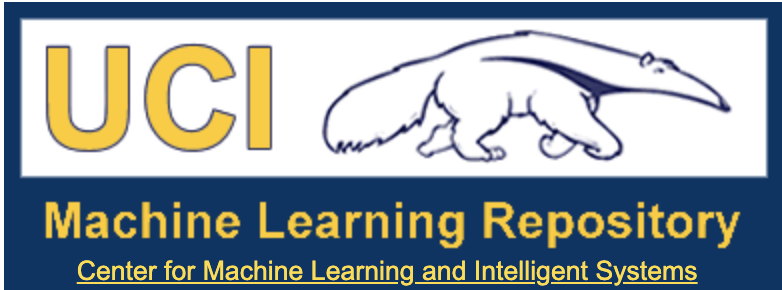 UCI
Machine Learning Repository
Center for Machine Learning and Intelligent Systems